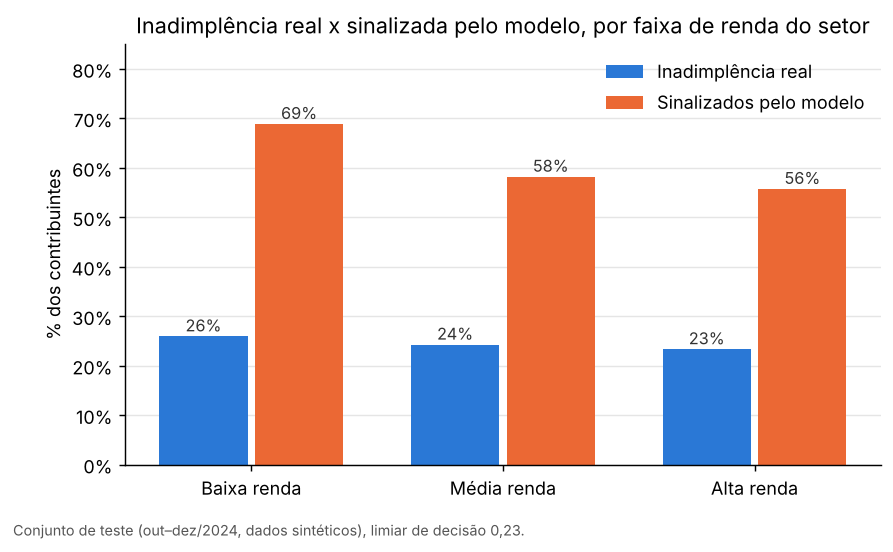 Inadimplência real x sinalizada pelo modelo, por faixa de renda do setor
Inadimplência real
Sinalizados pelo modelo
% dos contribuintes
80%
70%
60%
50%
40%
30%
20%
10%
0%
26%
69%
24%
58%
23%
56%
Baixa renda
Média renda
Alta renda
Conjunto de teste (out–dez/2024, dados sintéticos), limiar de decisão 0,23.